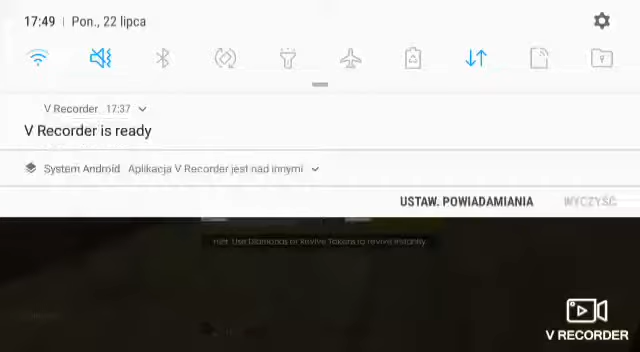 17:49 | Pon., 22 lipca
V Recorder 17:37
V Recorder is ready
System Android Aplikacja V Recorder jest nad innymi
USTAW. POWIADAMIANIA WYCZYŚĆ
Hint: Use Diamonds or Revive Tokens to revive instantly
V RECORDER